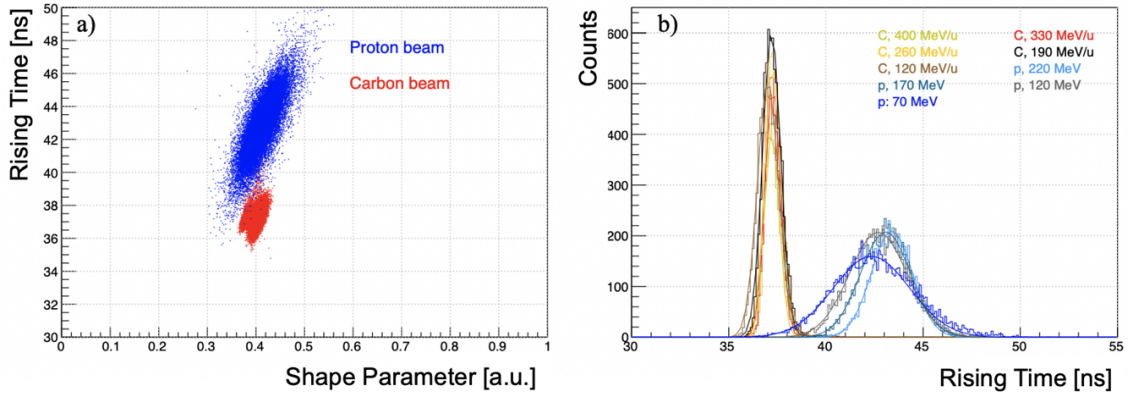 a)
Rising Time [ns]
50
48
46
44
42
40
38
36
34
32
30
Proton beam
Carbon beam
0 0.1 0.2 0.3 0.4 0.5 0.6 0.7 0.8 0.9 1
Shape Parameter [a.u.]
b)
Counts
600
500
400
300
200
100
0
C, 400 MeV/u C, 330 MeV/u
C, 260 MeV/u C, 190 MeV/u
C, 120 MeV/u p, 220 MeV
p, 170 MeV p, 120 MeV
p: 70 MeV
30 35 40 45 50 55
Rising Time [ns]